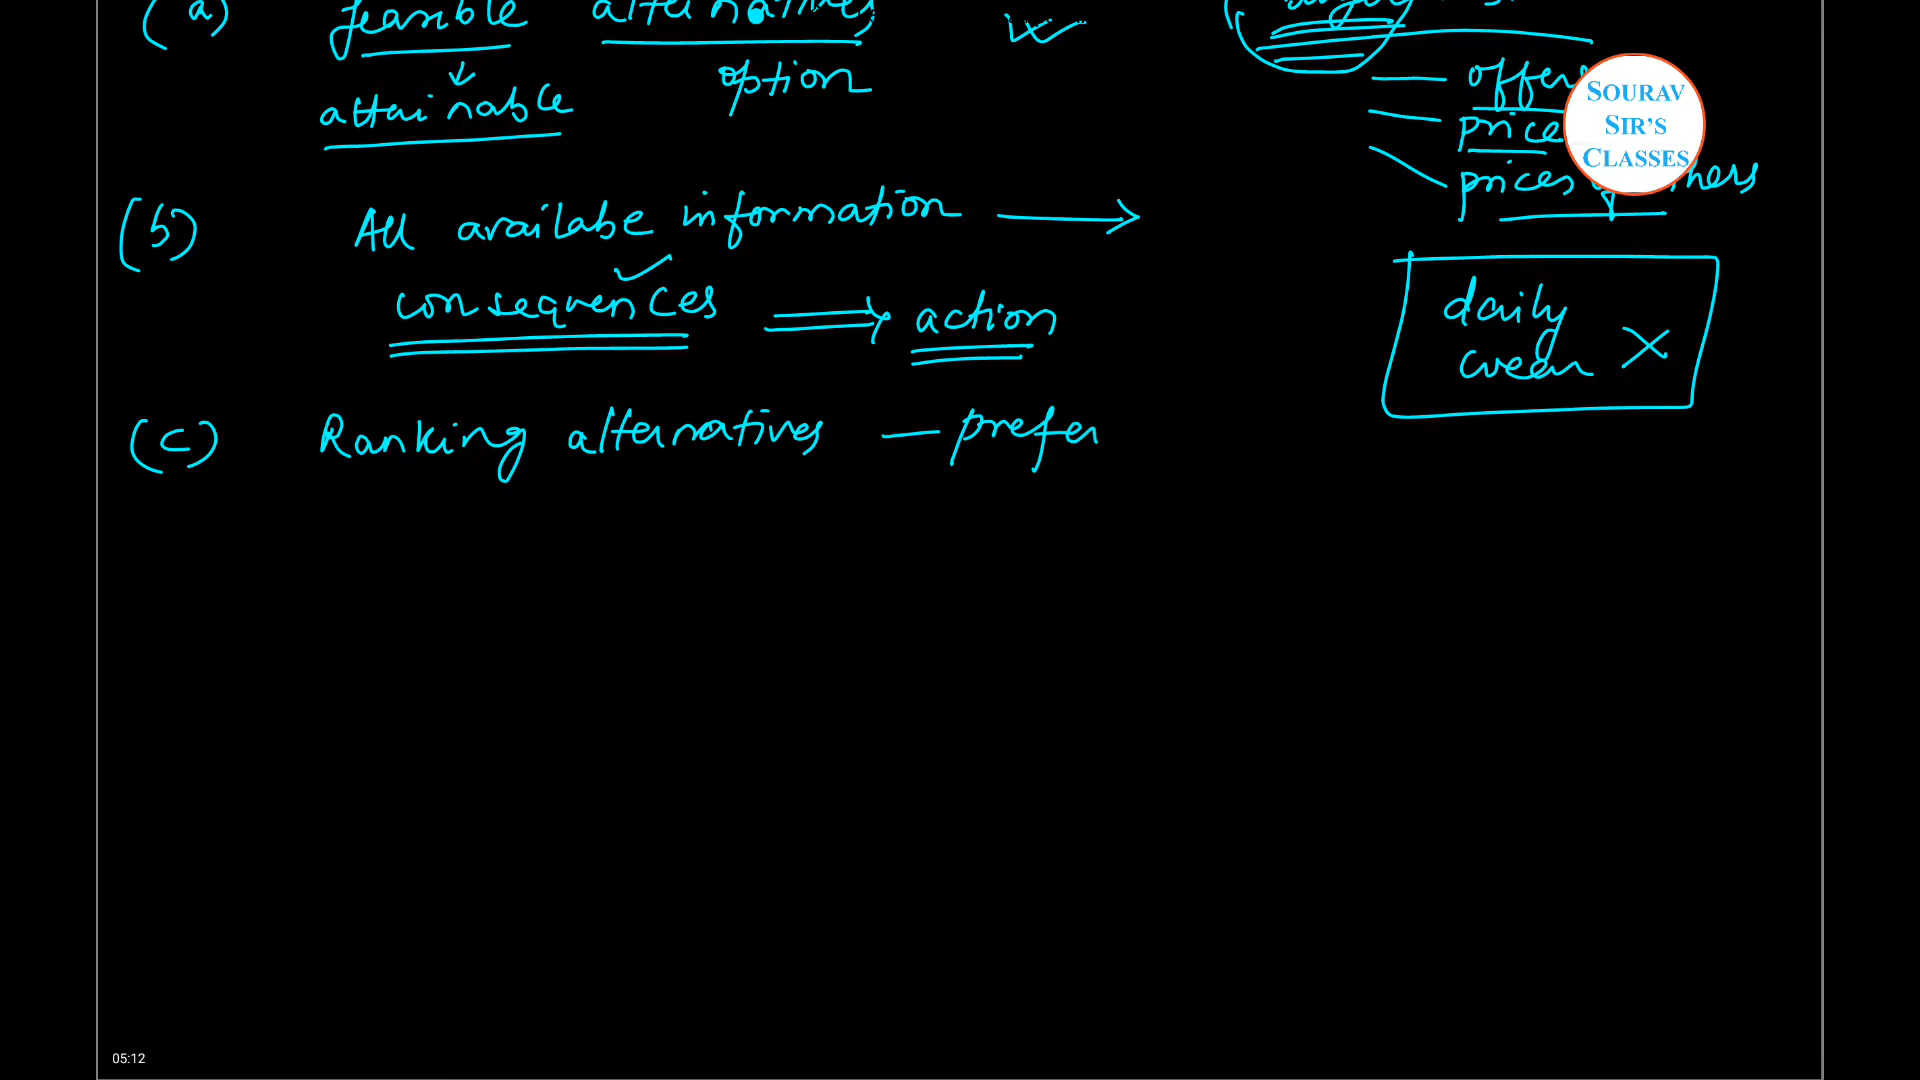 (a) feasible alternatives
attainable option
offers
price
prices of others
SOURAV
SIR'S
CLASSES
(b) All availabe information
consequences action
daily
wear
(c) Ranking alternatives — prefer
05:12